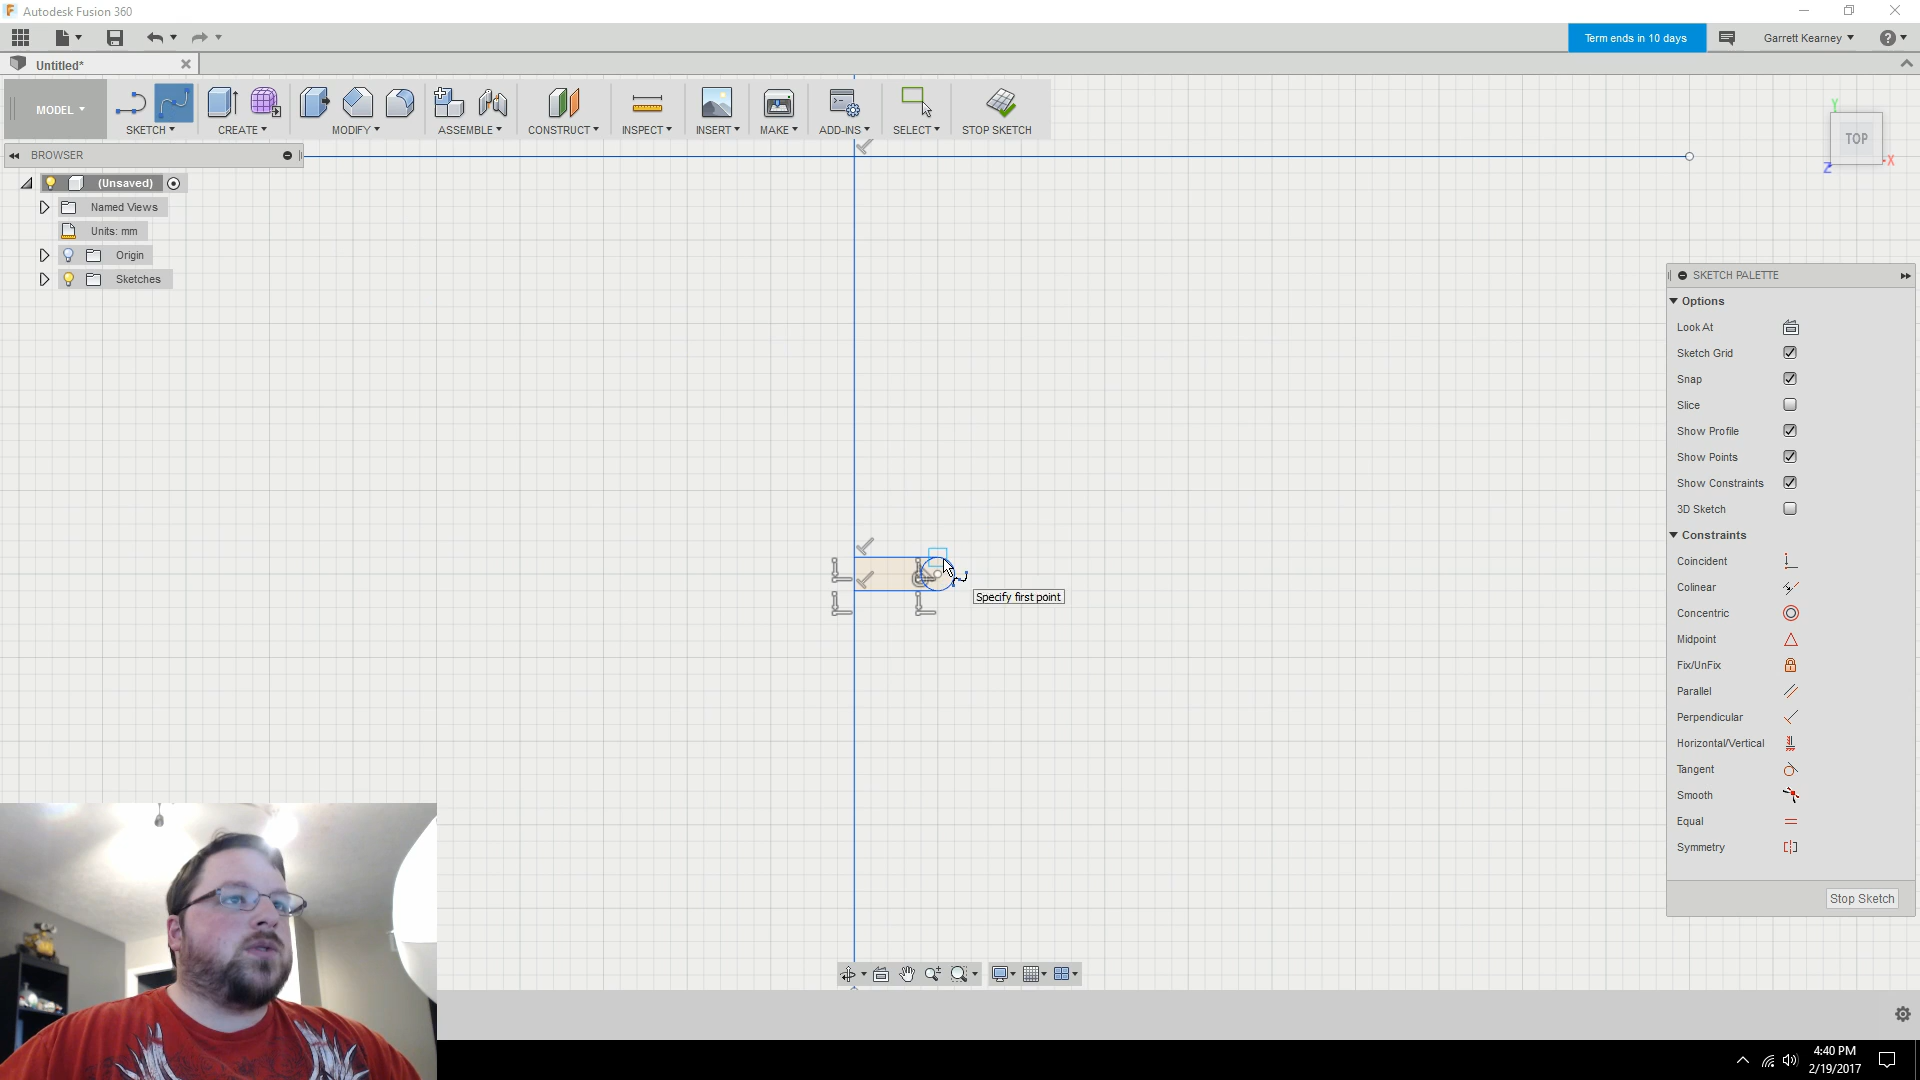 Autodesk Fusion 360
Term ends in 10 days
Garrett Kearney
Untitled*
MODEL
SKETCH
CREATE
MODIFY
ASSEMBLE
CONSTRUCT
INSPECT
INSERT
MAKE
ADD-INS
SELECT
STOP SKETCH
Y
TOP
X
Z
BROWSER
(Unsaved)
Named Views
Units: mm
Origin
Sketches
SKETCH PALETTE
Options
Look At
Sketch Grid
Snap
Slice
Show Profile
Show Points
Show Constraints
3D Sketch
Constraints
Coincident
Colinear
Concentric
Midpoint
Fix/UnFix
Parallel
Perpendicular
Horizontal/Vertical
Tangent
Smooth
Equal
Symmetry
Stop Sketch
Specify first point
4:40 PM
2/19/2017